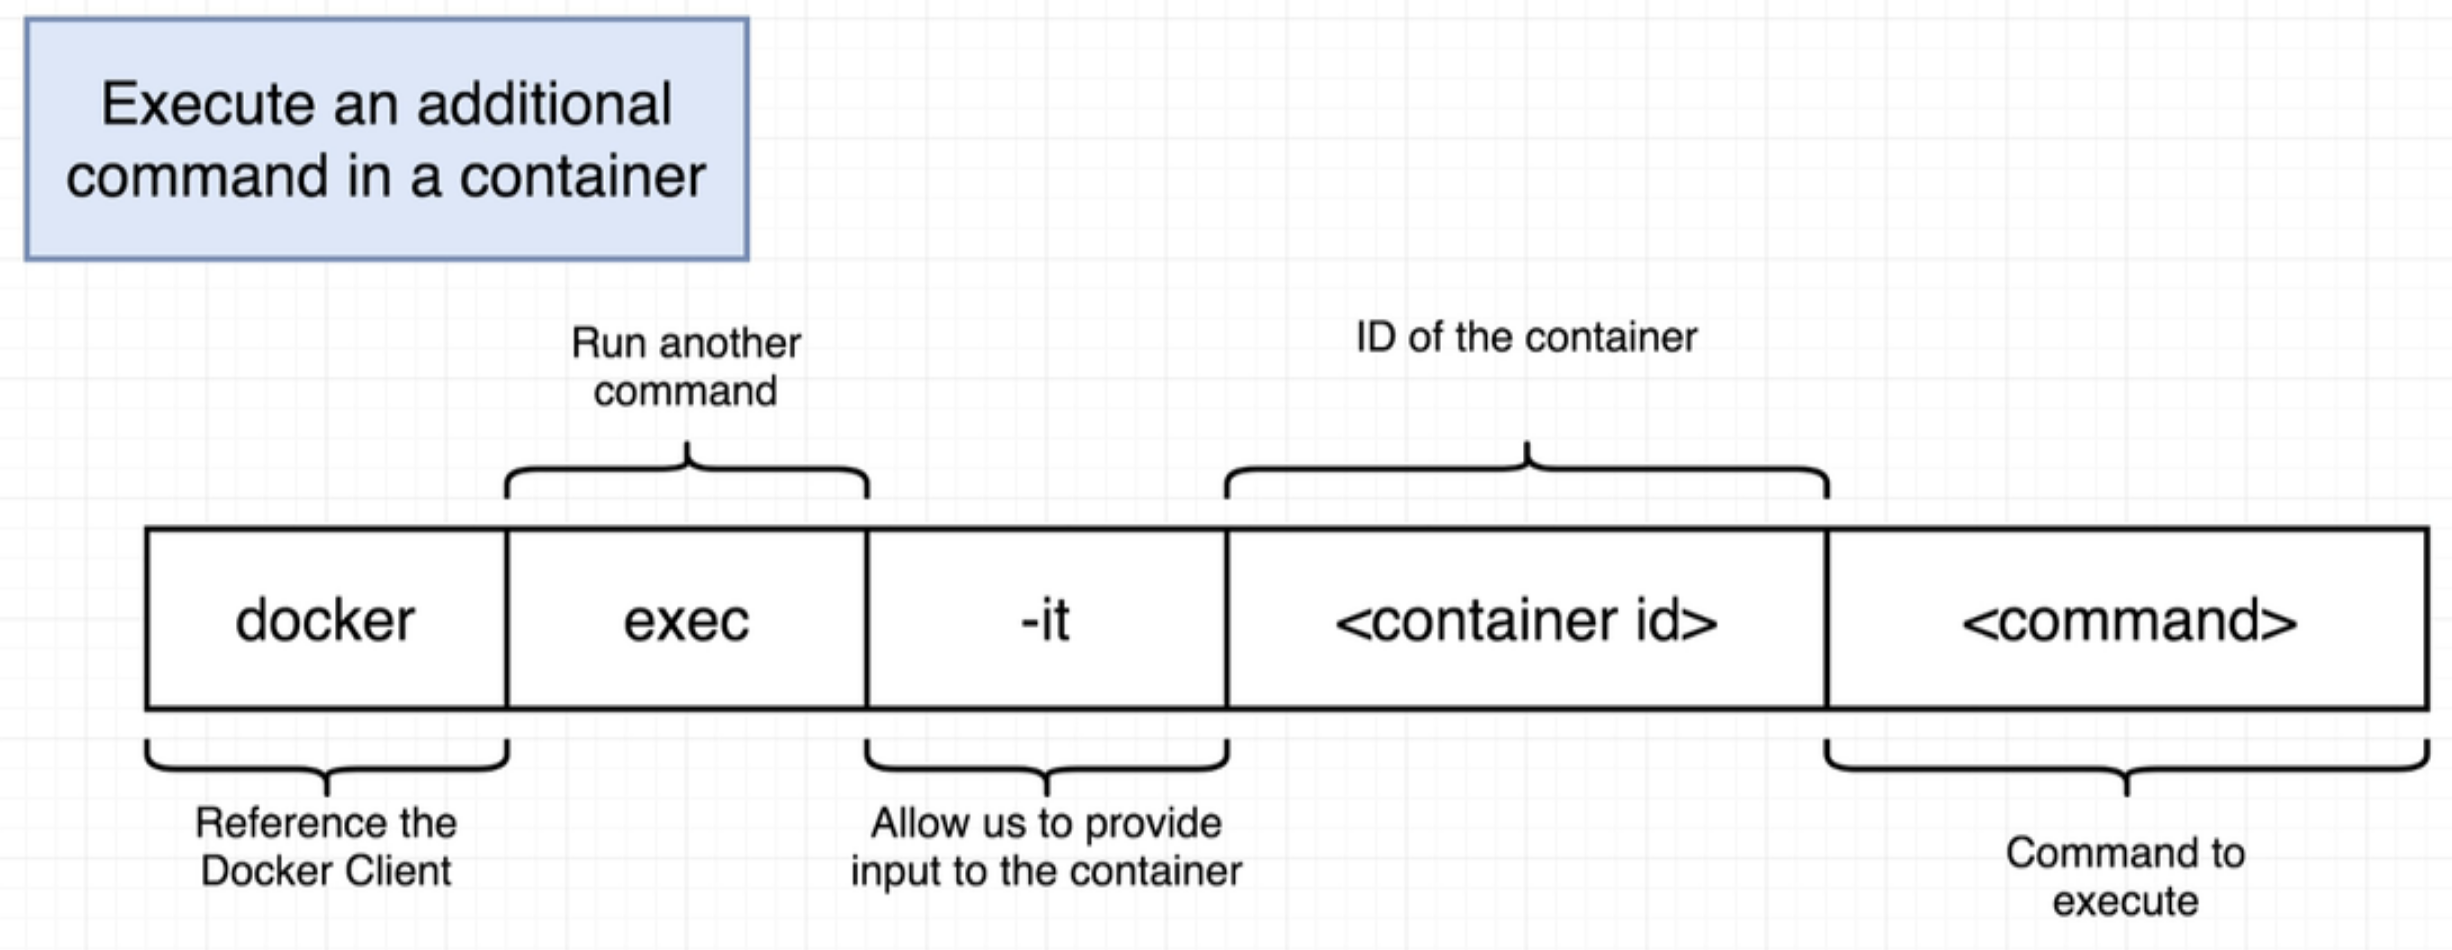 Execute an additional
command in a container
Run another
command
ID of the container
docker
exec
-it
<container id>
<command>
Reference the
Docker Client
Allow us to provide
input to the container
Command to
execute